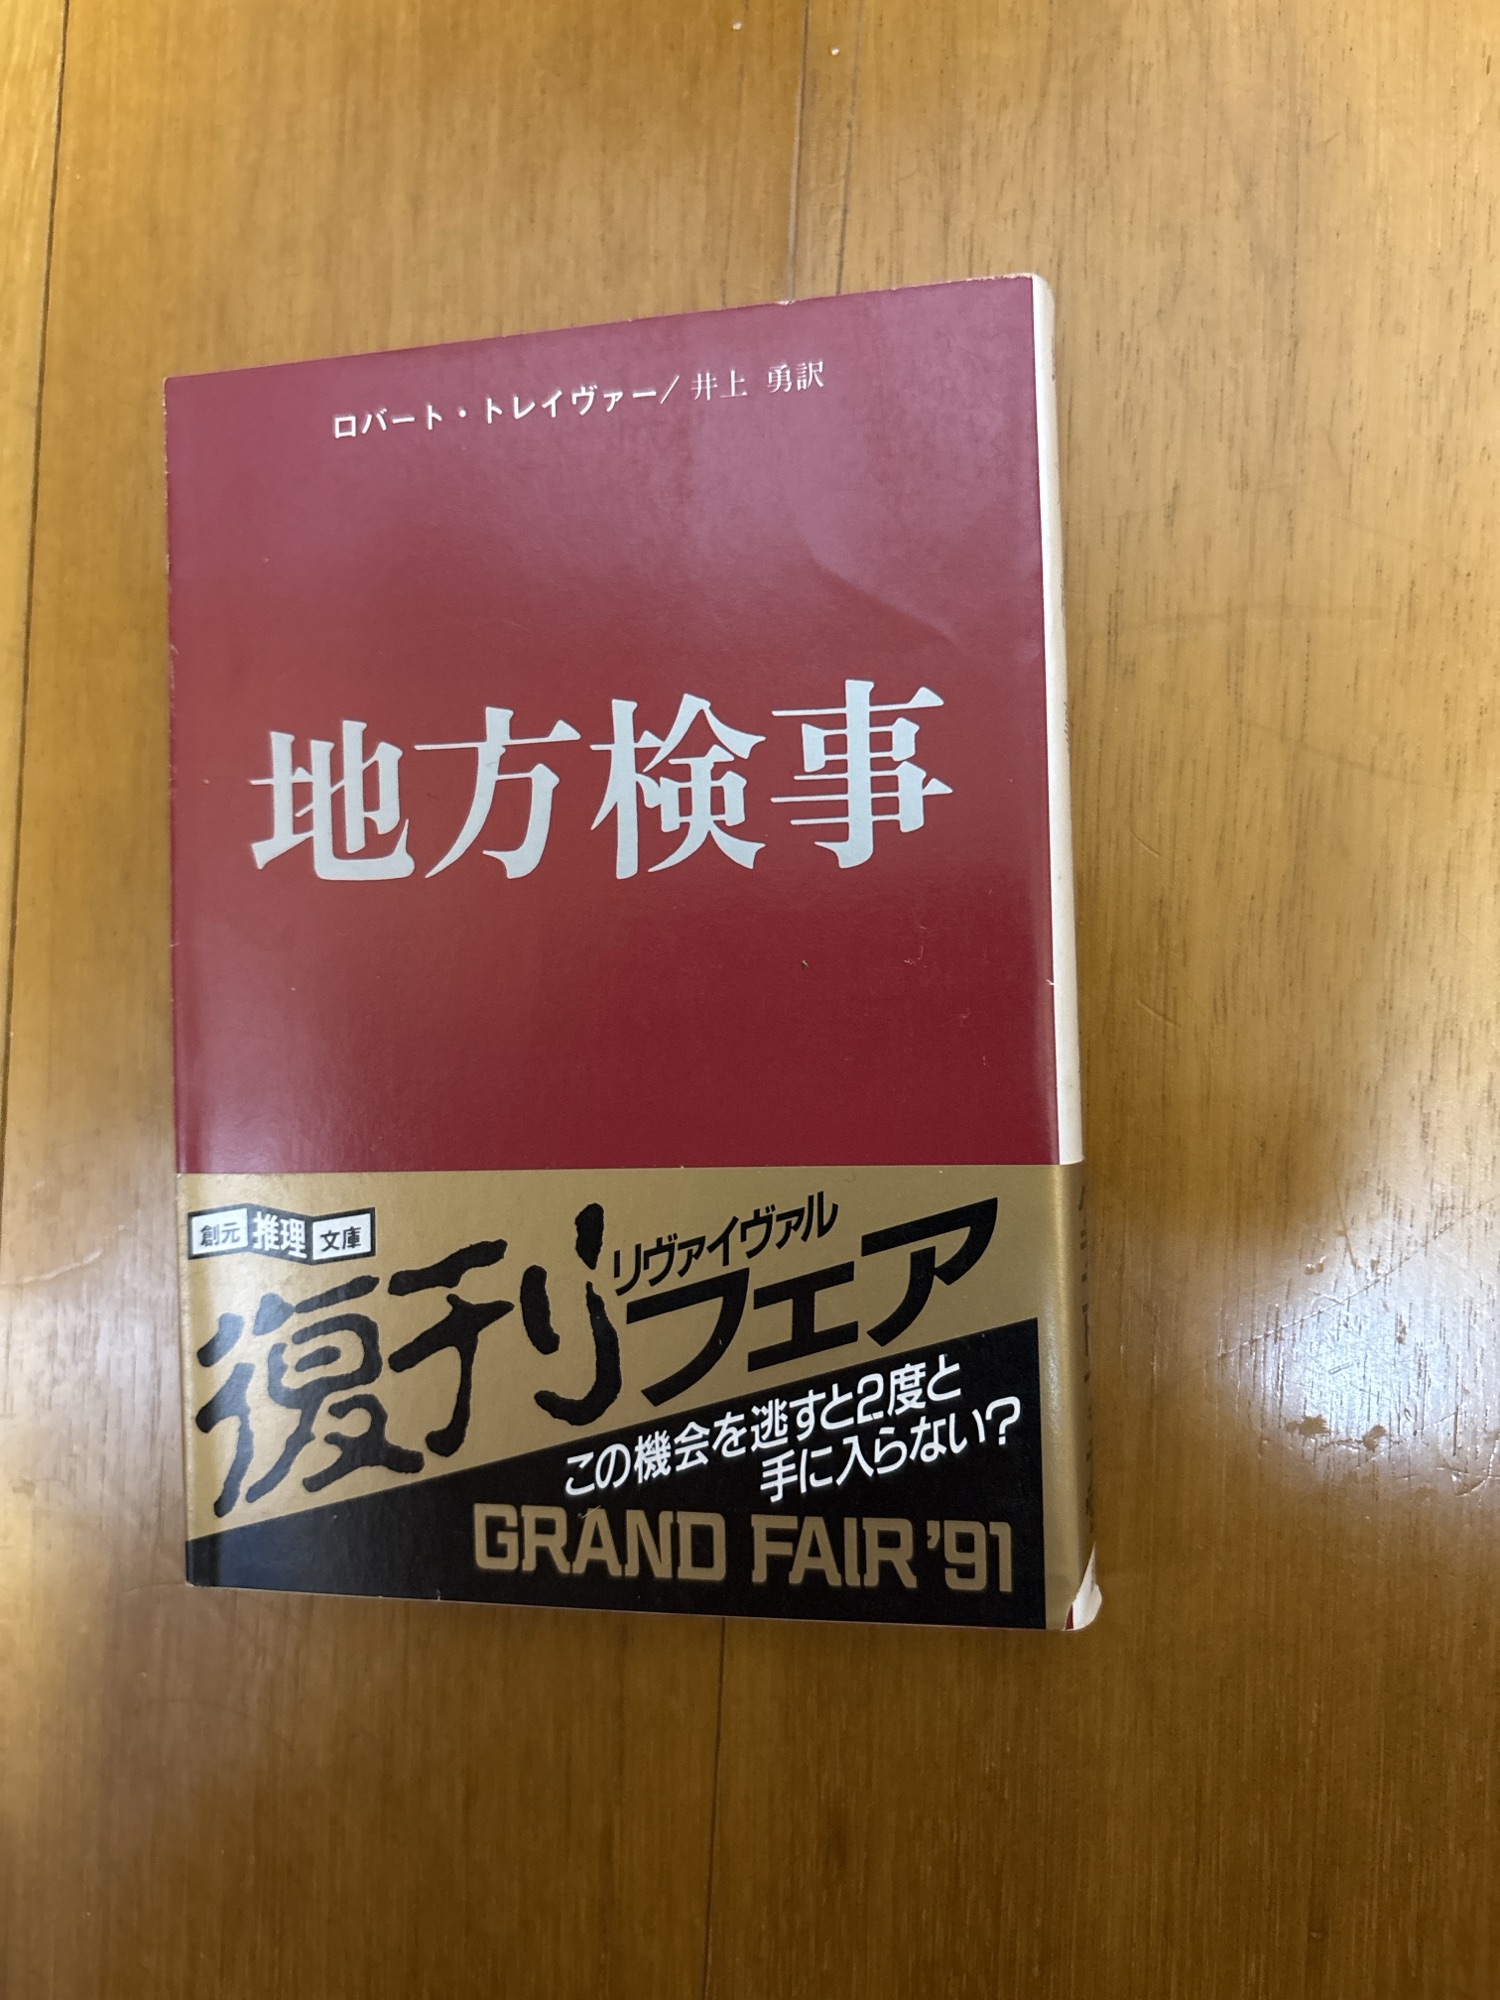 ロバート・トレイヴァー/井上 勇訳
地方検事
創元推理文庫
復刊
リヴァイヴァル
フェア
この機会を逃すと2度と
手に入らない?
GRAND FAIR '91